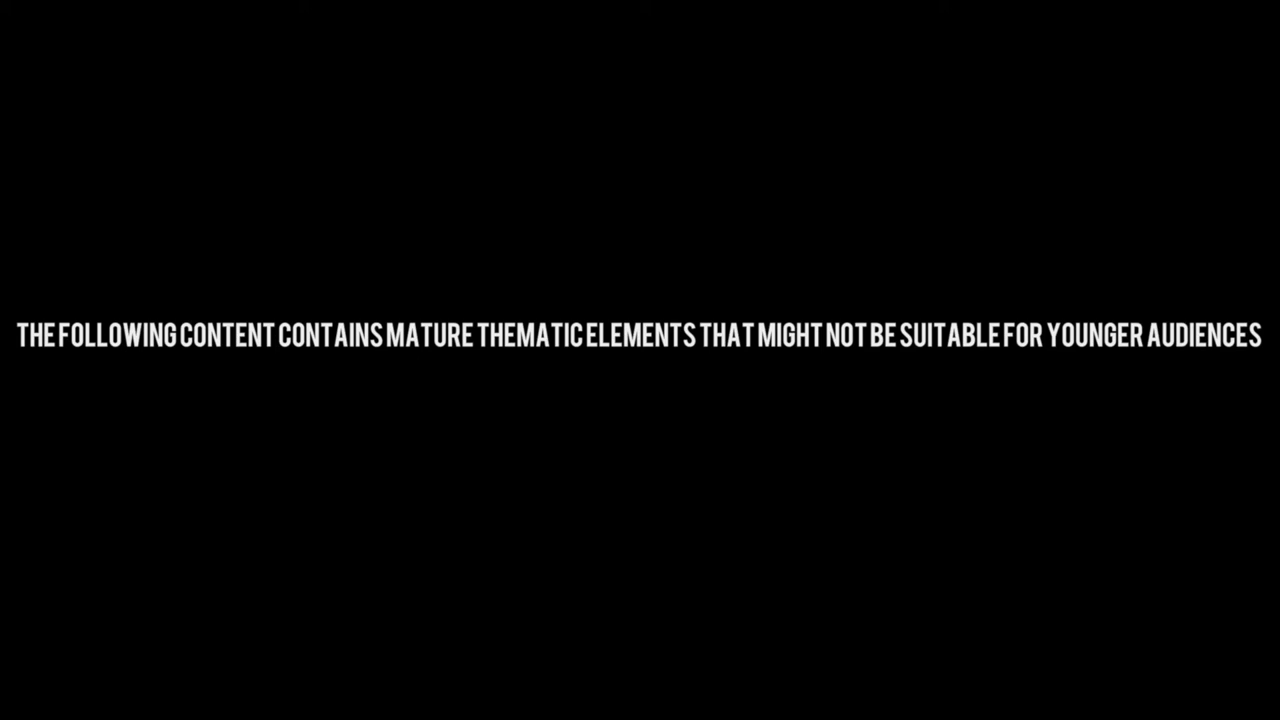 THE FOLLOWING CONTENT CONTAINS MATURE THEMATIC ELEMENTS THAT MIGHT NOT BE SUITABLE FOR YOUNGER AUDIENCES